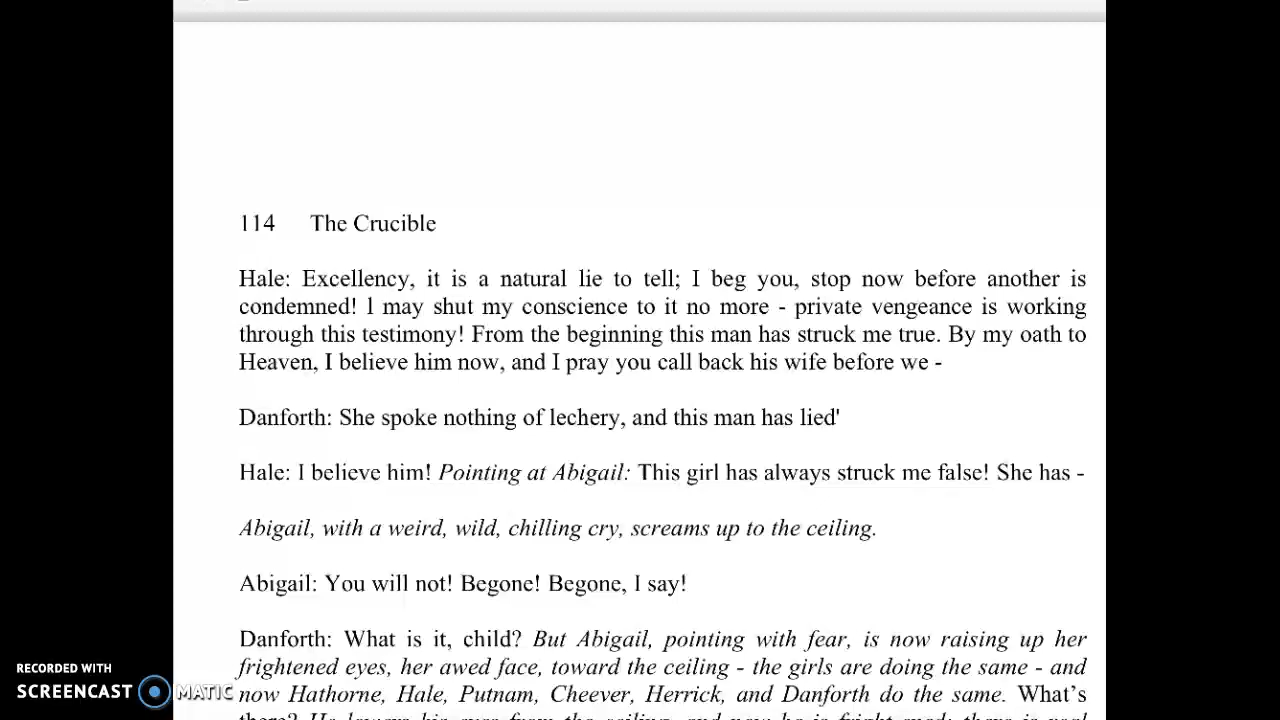 114 The Crucible
Hale: Excellency, it is a natural lie to tell; I beg you, stop now before another is
condemned! l may shut my conscience to it no more - private vengeance is working
through this testimony! From the beginning this man has struck me true. By my oath to
Heaven, I believe him now, and I pray you call back his wife before we -
Danforth: She spoke nothing of lechery, and this man has lied'
Hale: I believe him! Pointing at Abigail: This girl has always struck me false! She has -
Abigail, with a weird, wild, chilling cry, screams up to the ceiling.
Abigail: You will not! Begone! Begone, I say!
Danforth: What is it, child? But Abigail, pointing with fear, is now raising up her
frightened eyes, her awed face, toward the ceiling - the girls are doing the same - and
now Hathorne, Hale, Putnam, Cheever, Herrick, and Danforth do the same. What's
RECORDED WITH
SCREENCAST MATIC